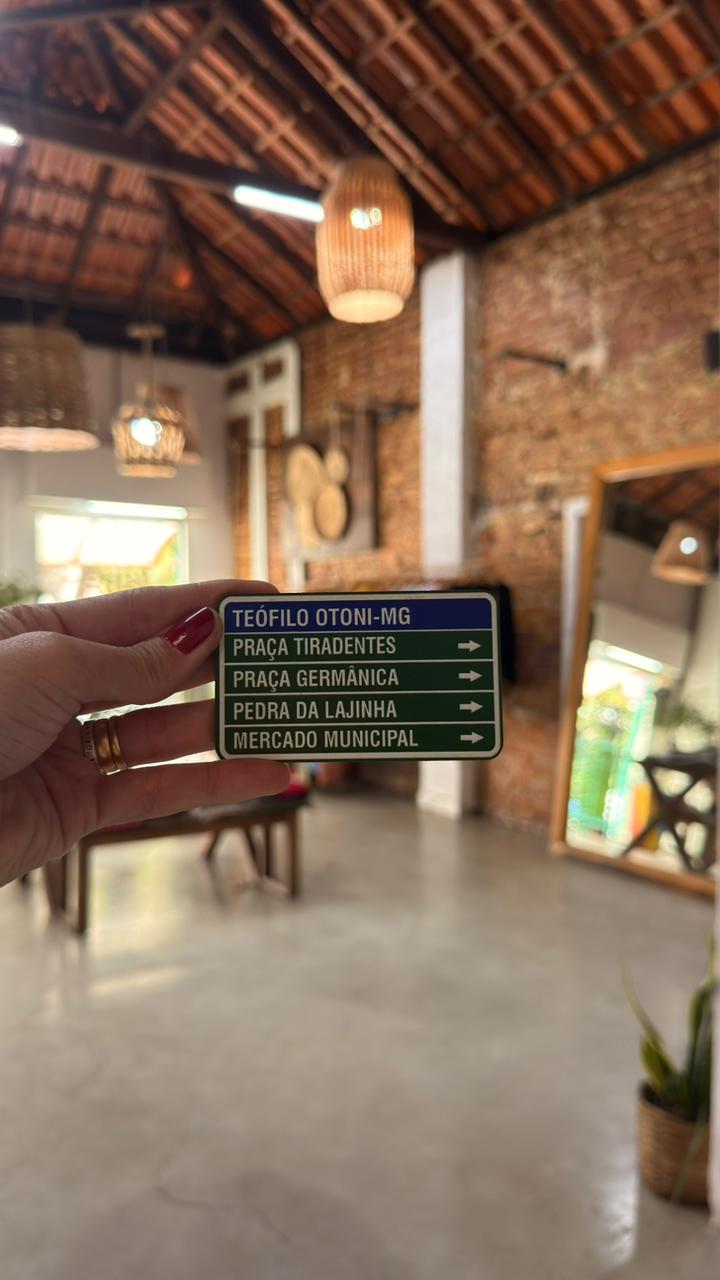 TEÓFILO OTONI-MG
PRAÇA TIRADENTES
PRAÇA GERMÂNICA
PEDRA DA LAJINHA
MERCADO MUNICIPAL